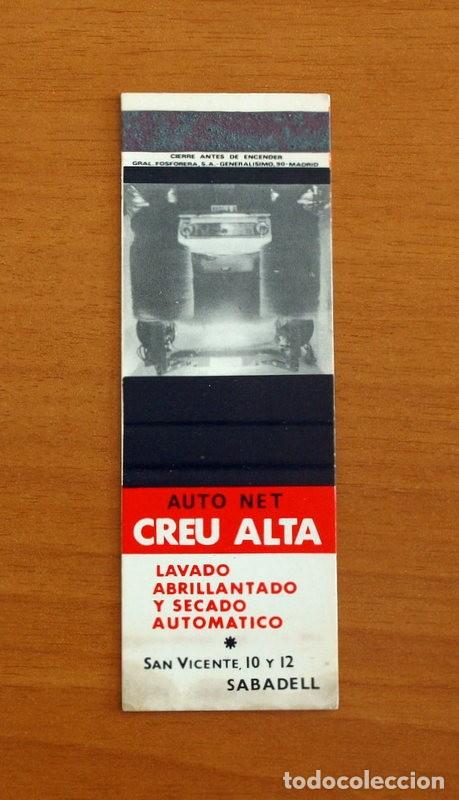 CIERRE ANTES DE ENCENDER
GRAL. FOSFORERA, S.A.-GENERALISIMO, 90-MADRID
AUTO NET
CREU ALTA
LAVADO
ABRILLANTADO
Y SECADO
AUTOMATICO
*
SAN VICENTE, 10 Y 12
SABADELL
todocoleccion